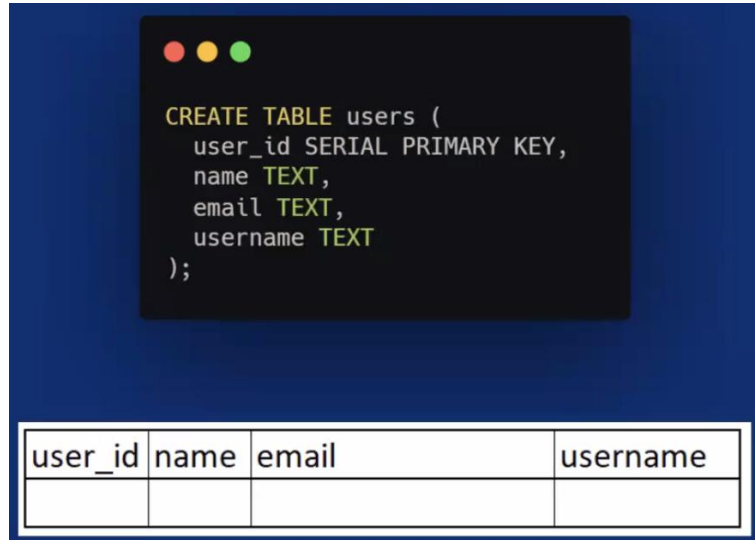 CREATE TABLE users (
  user_id SERIAL PRIMARY KEY,
  name TEXT,
  email TEXT,
  username TEXT
);
user_id name email username